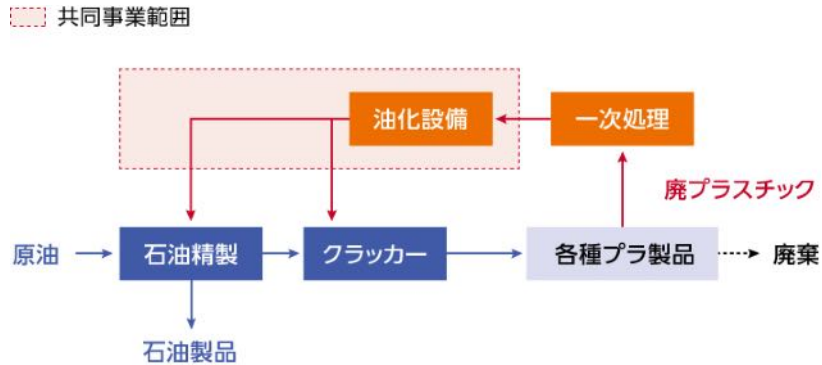 共同事業範囲
油化設備
一次処理
廃プラスチック
原油
石油精製
クラッカー
各種プラ製品
廃棄
石油製品